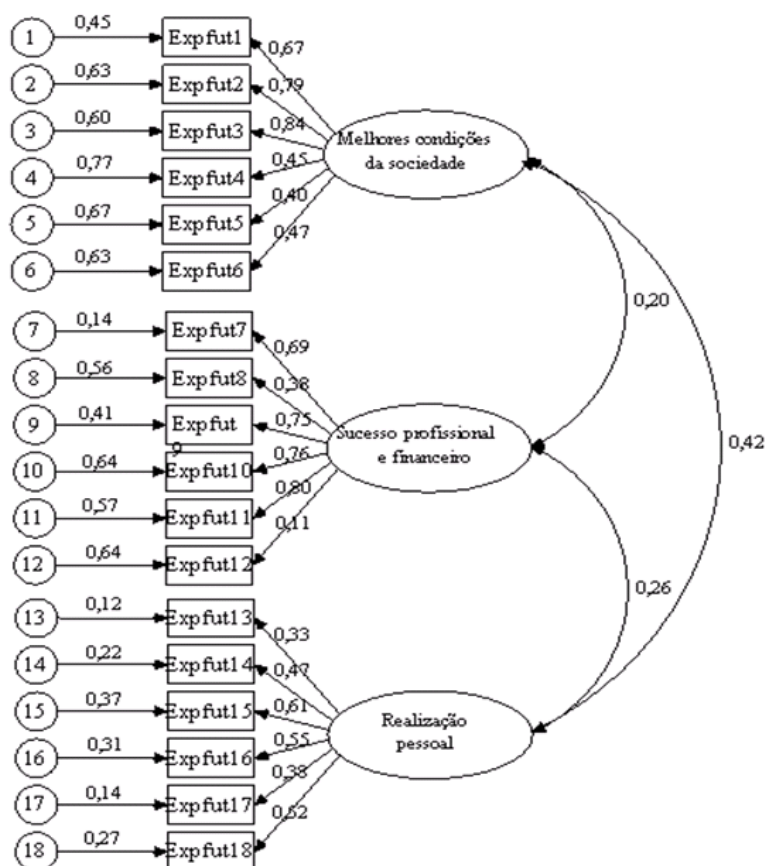 1 0,45 Expfut1 0,67
2 0,63 Expfut2 0,79
3 0,60 Expfut3 0,84
4 0,77 Expfut4 0,45
5 0,67 Expfut5 0,40
6 0,63 Expfut6 0,47
Melhores condições
da sociedade
0,20
7 0,14 Expfut7 0,69
8 0,56 Expfut8 0,38
9 0,41 Expfut 0,75
9
10 0,64 Expfut10 0,76
11 0,57 Expfut11 0,80
12 0,64 Expfut12 0,11
Sucesso profissional
e financeiro
0,42
0,26
13 0,12 Expfut13 0,33
14 0,22 Expfut14 0,47
15 0,37 Expfut15 0,61
16 0,31 Expfut16 0,55
17 0,14 Expfut17 0,38
18 0,27 Expfut18 0,52
Realização
pessoal